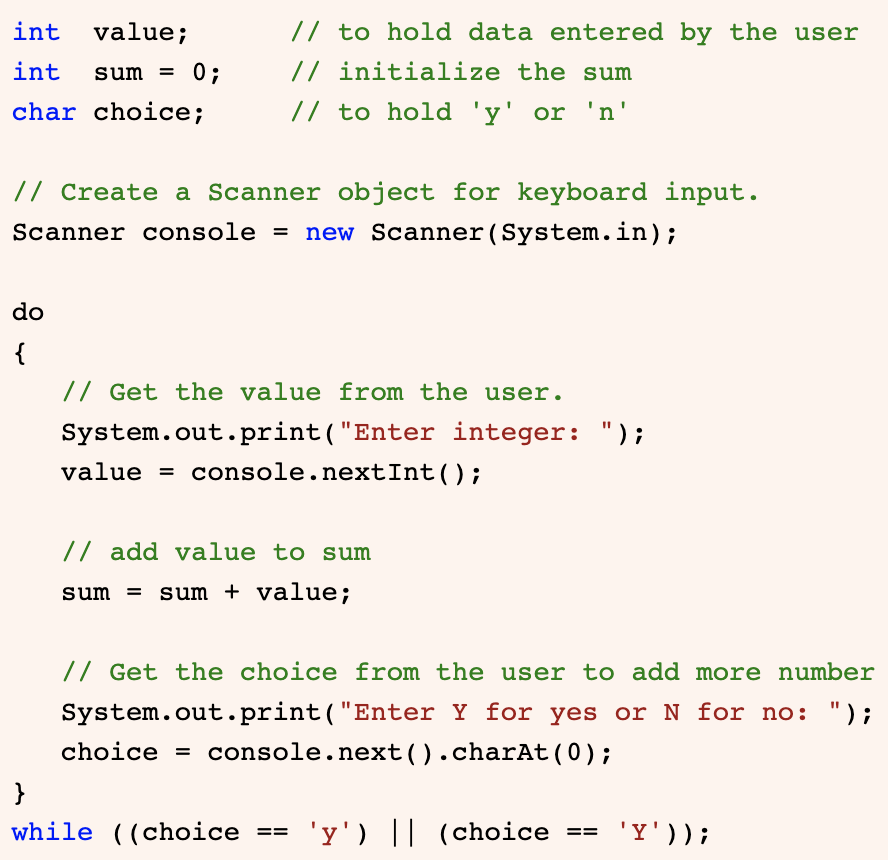 int  value;      // to hold data entered by the user
int  sum = 0;    // initialize the sum
char choice;     // to hold 'y' or 'n'

// Create a Scanner object for keyboard input.
Scanner console = new Scanner(System.in);

do
{
   // Get the value from the user.
   System.out.print("Enter integer: ");
   value = console.nextInt();

   // add value to sum
   sum = sum + value;

   // Get the choice from the user to add more number
   System.out.print("Enter Y for yes or N for no: ");
   choice = console.next().charAt(0);
}
while ((choice == 'y') || (choice == 'Y'));